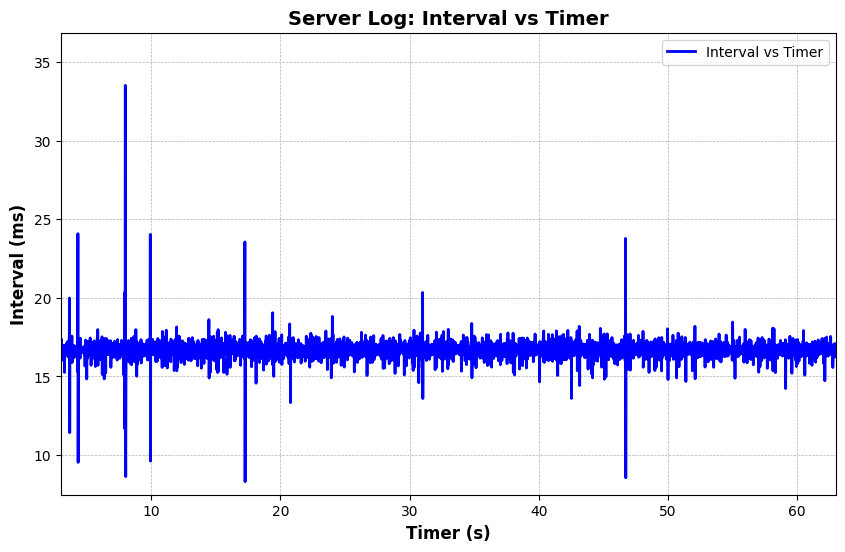 Server Log: Interval vs Timer
Interval vs Timer
Interval (ms)
35
30
25
20
15
10
10 20 30 40 50 60
Timer (s)